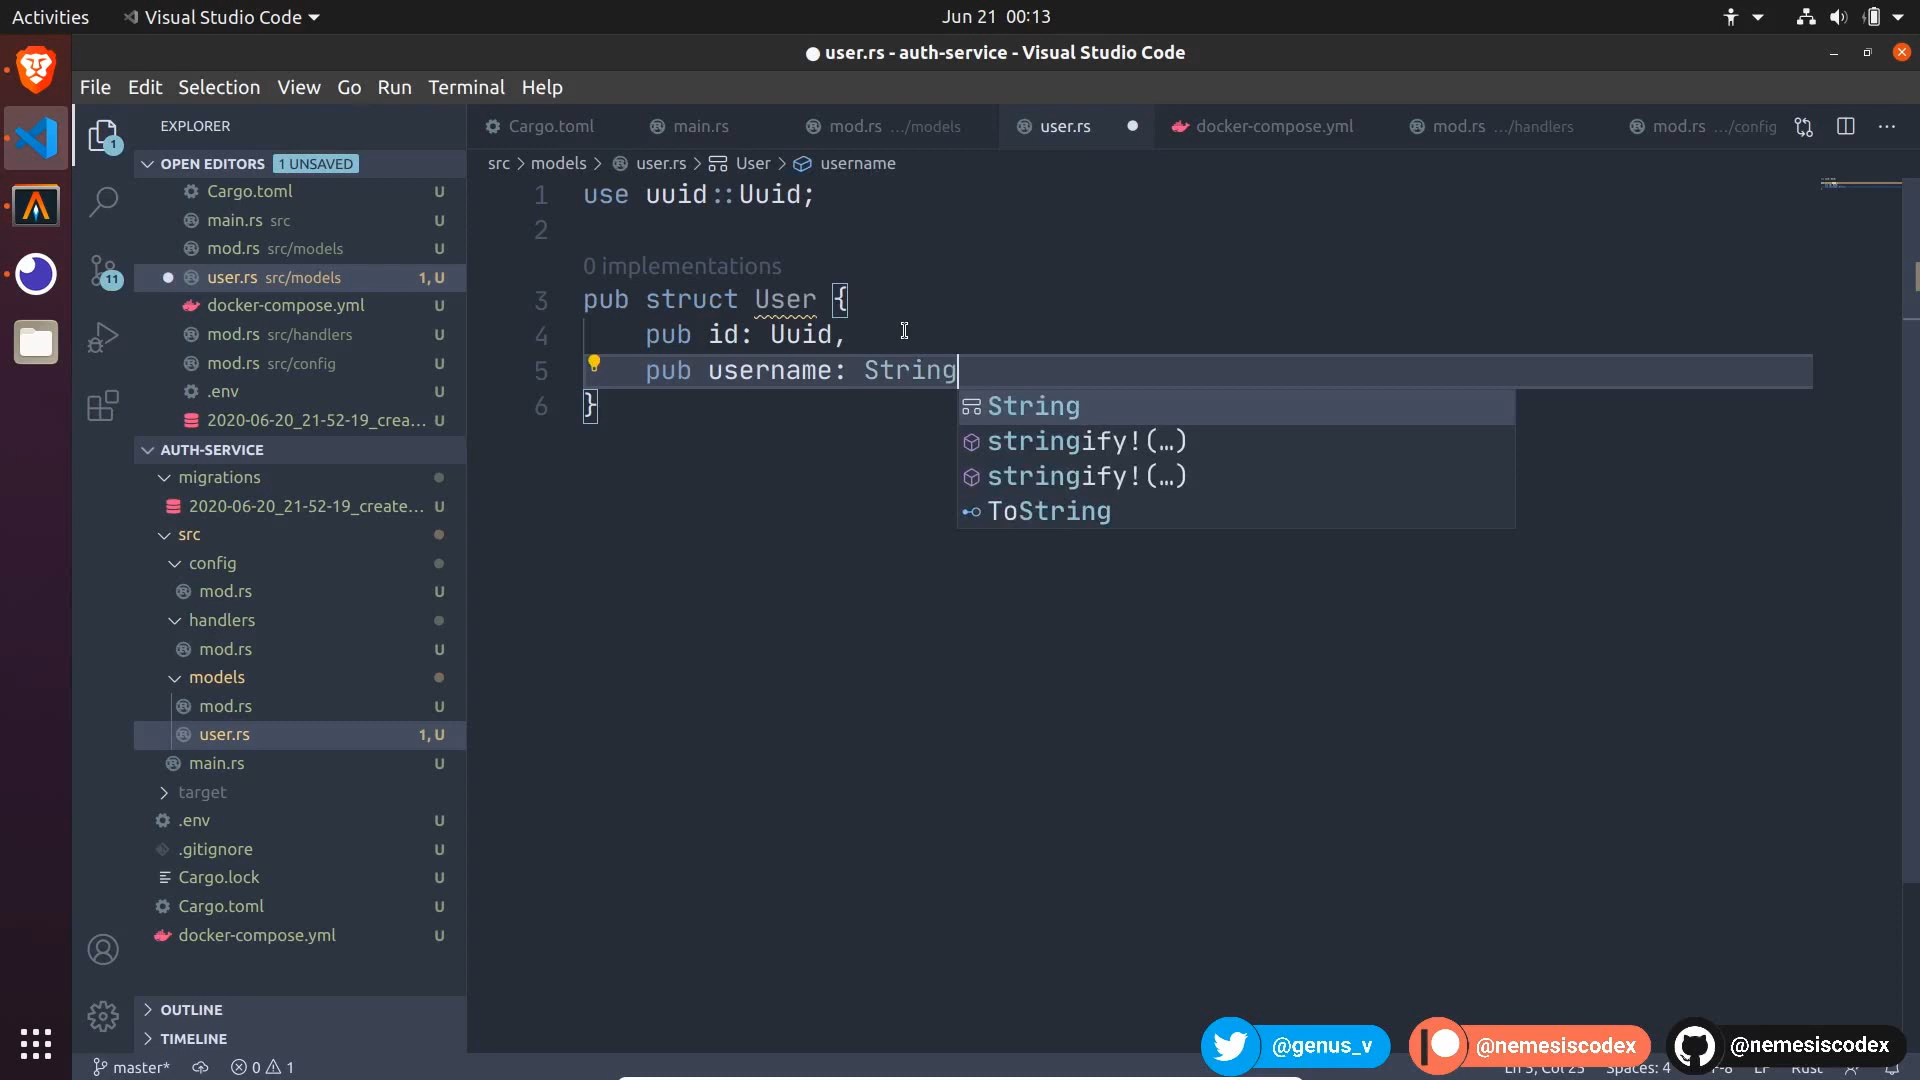 Activities
Visual Studio Code
Jun 21 00:13
user.rs - auth-service - Visual Studio Code
File Edit Selection View Go Run Terminal Help
EXPLORER
1
OPEN EDITORS 1 UNSAVED
Cargo.toml U
main.rs src U
mod.rs src/models U
11
user.rs src/models 1, U
docker-compose.yml U
mod.rs src/handlers U
mod.rs src/config U
.env U
2020-06-20_21-52-19_crea... U
AUTH-SERVICE
migrations
2020-06-20_21-52-19_create... U
src
config
mod.rs U
handlers
mod.rs U
models
mod.rs U
user.rs 1, U
main.rs U
target
.env U
.gitignore U
Cargo.lock U
Cargo.toml U
docker-compose.yml U
OUTLINE
TIMELINE
Cargo.toml main.rs mod.rs .../models user.rs docker-compose.yml mod.rs .../handlers mod.rs .../config
src > models > user.rs > User > username
1 use uuid::Uuid;
2
0 implementations
3 pub struct User {
4 pub id: Uuid,
5 pub username: String
6 }
String
stringify!(…)
stringify!(…)
ToString
@genus_v
@nemesiscodex
@nemesiscodex
master* 0 1
Ln 5, Col 25 Spaces: 4 LF Rust